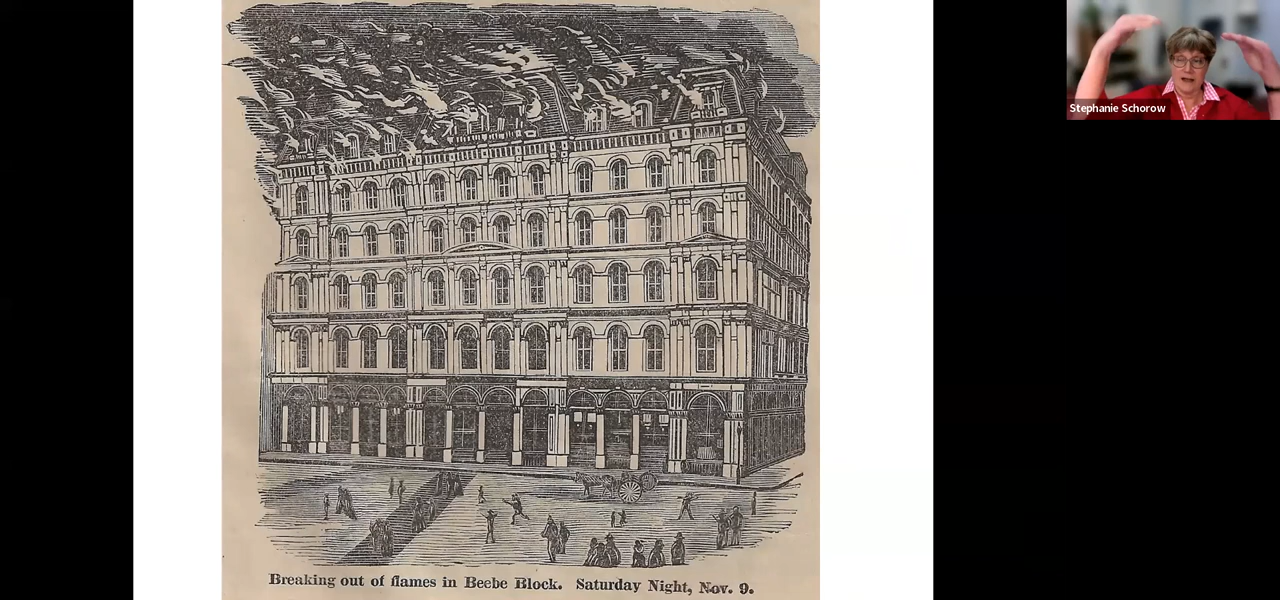 Stephanie Schorow
Breaking out of flames in Beebe Block. Saturday Night, Nov. 9.